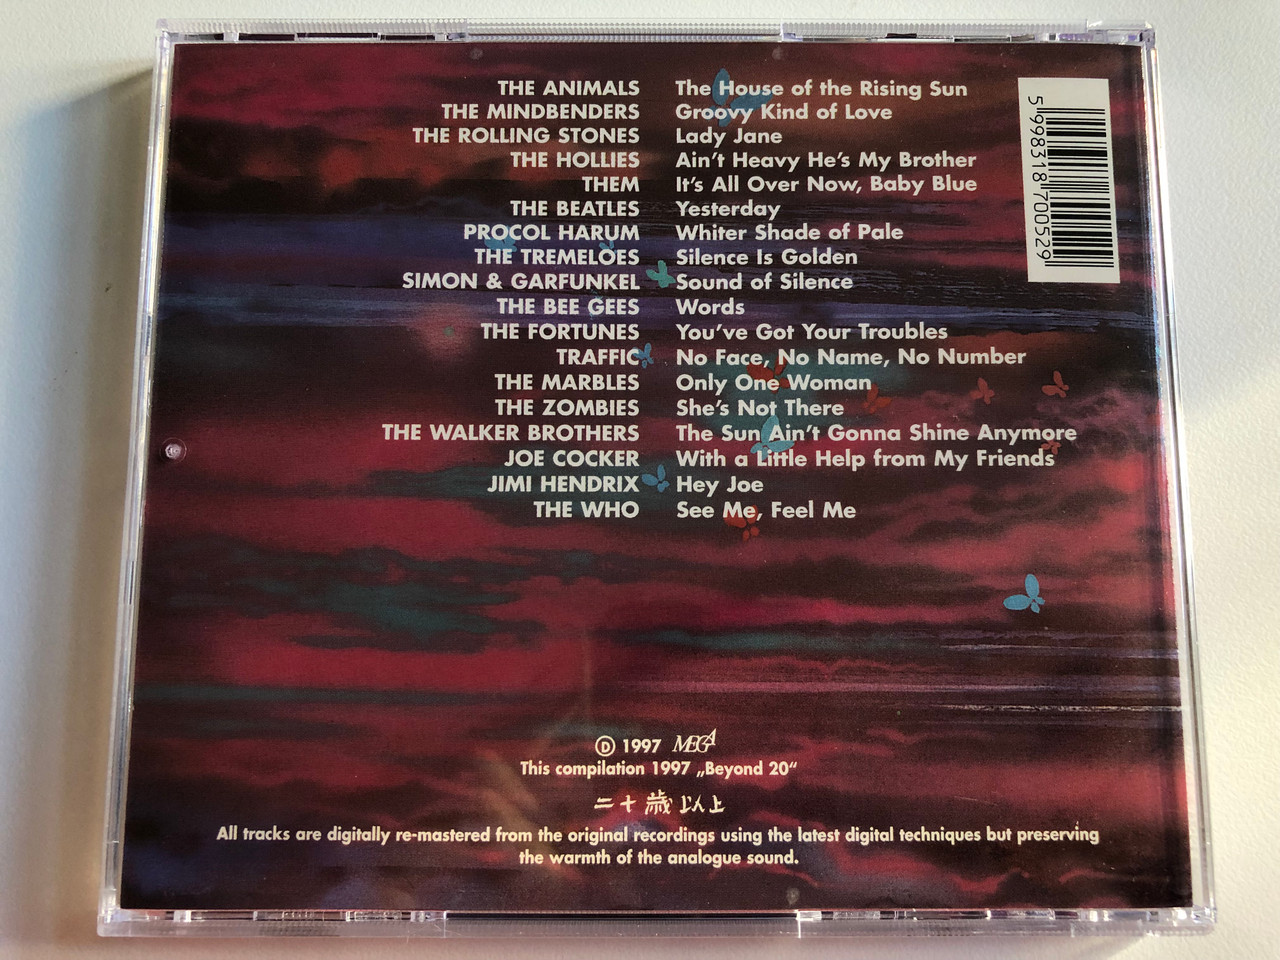 THE ANIMALS The House of the Rising Sun
THE MINDBENDERS Groovy Kind of Love
THE ROLLING STONES Lady Jane
THE HOLLIES Ain't Heavy He's My Brother
THEM It's All Over Now, Baby Blue
THE BEATLES Yesterday
PROCOL HARUM Whiter Shade of Pale
THE TREMELOES Silence Is Golden
SIMON & GARFUNKEL Sound of Silence
THE BEE GEES Words
THE FORTUNES You've Got Your Troubles
TRAFFIC No Face, No Name, No Number
THE MARBLES Only One Woman
THE ZOMBIES She's Not There
THE WALKER BROTHERS The Sun Ain't Gonna Shine Anymore
JOE COCKER With a Little Help from My Friends
JIMI HENDRIX Hey Joe
THE WHO See Me, Feel Me
5 998318 700529
Ⓓ 1997 MEGA
This compilation 1997 „Beyond 20“
二十歳以上
All tracks are digitally re-mastered from the original recordings using the latest digital techniques but preserving
the warmth of the analogue sound.